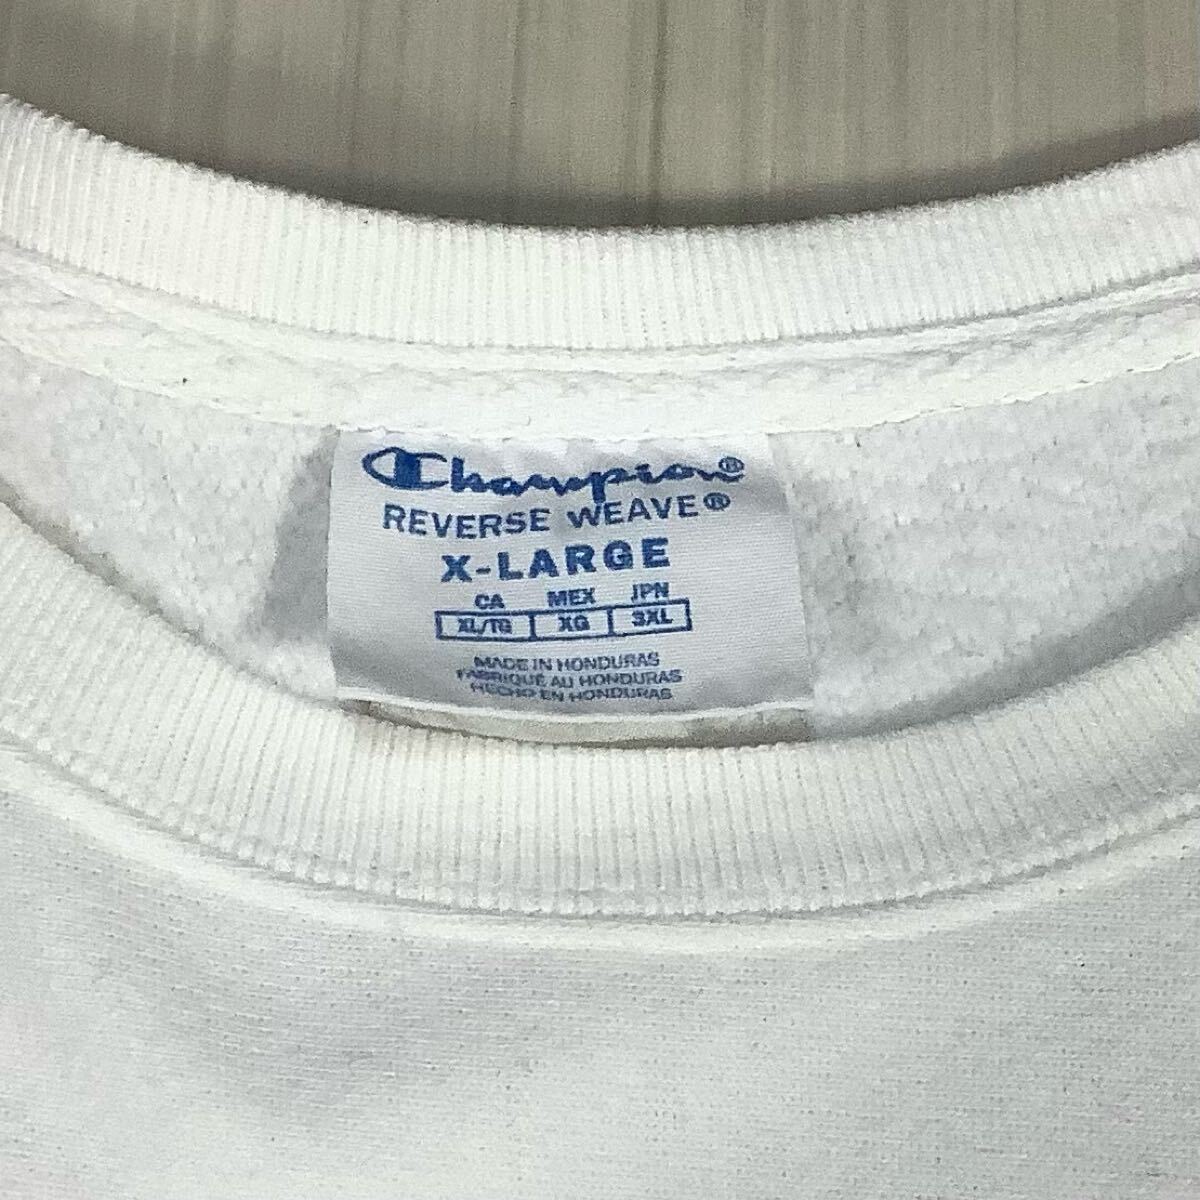 Champion®
REVERSE WEAVE®
X-LARGE
CA MEX JPN
XL/TG XG 3XL
MADE IN HONDURAS
FABRIQUÉ AU HONDURAS
HECHO EN HONDURAS